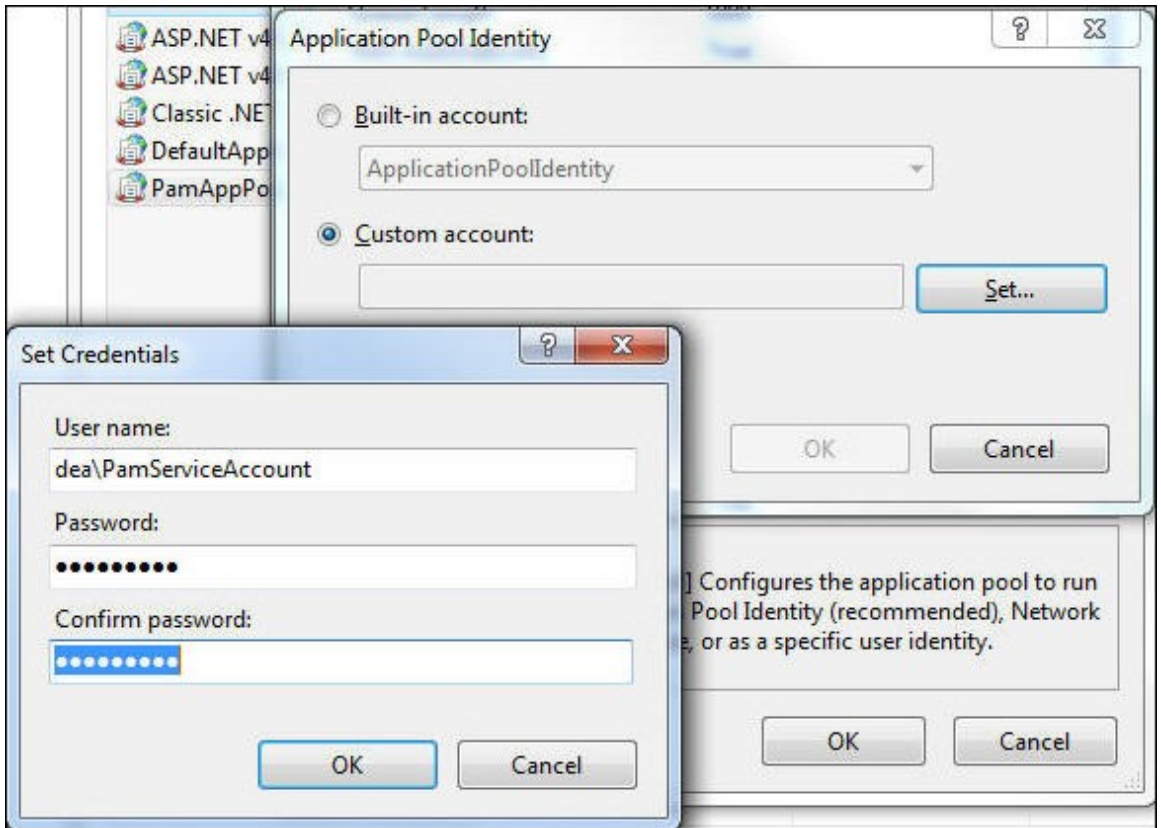 ASP.NET v4
ASP.NET v4
Classic .NET
DefaultApp
PamAppPo
Application Pool Identity
Built-in account:
ApplicationPoolIdentity
Custom account:
Set...
OK
Cancel
Set Credentials
User name:
dea\PamServiceAccount
Password:
●●●●●●●●●
Confirm password:
●●●●●●●●●
OK
Cancel
] Configures the application pool to run
Pool Identity (recommended), Network
e, or as a specific user identity.
OK
Cancel